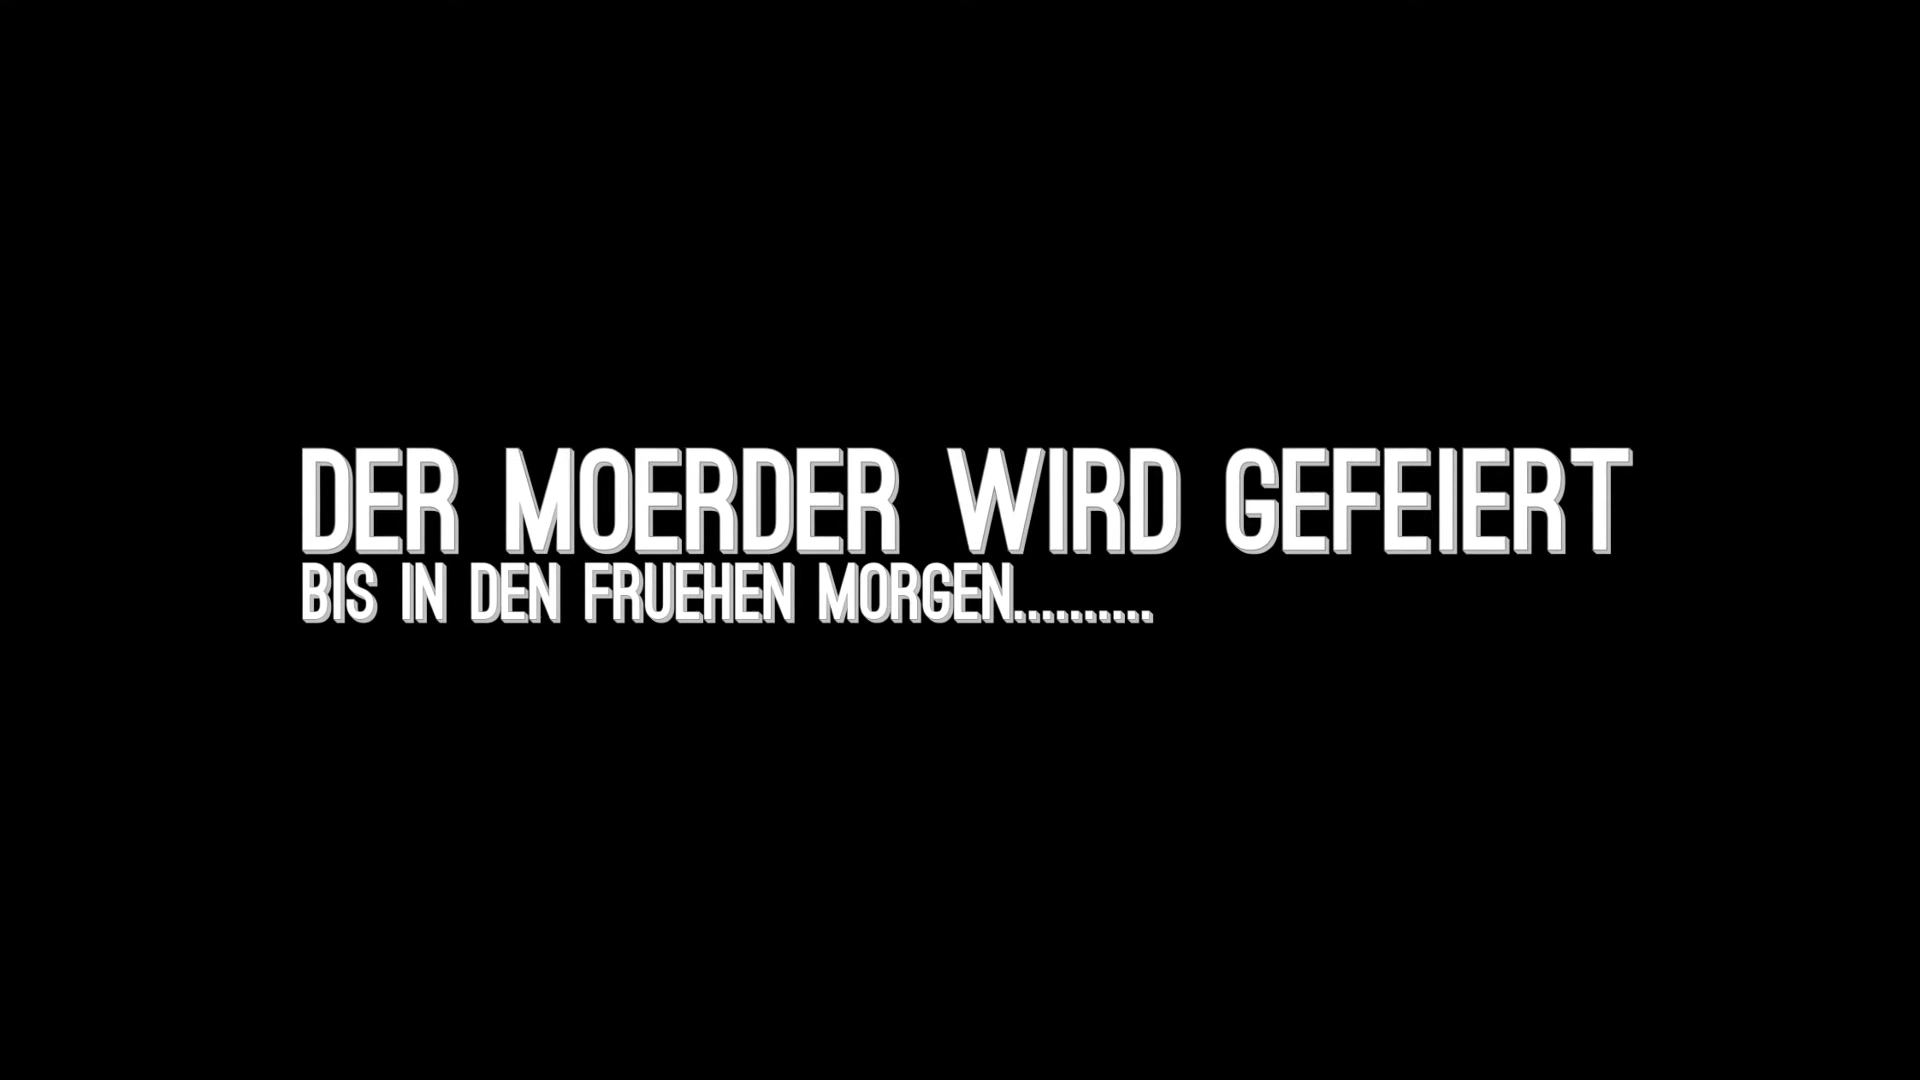 DER MOERDER WIRD GEFEIERT
BIS IN DEN FRUEHEN MORGEN..........